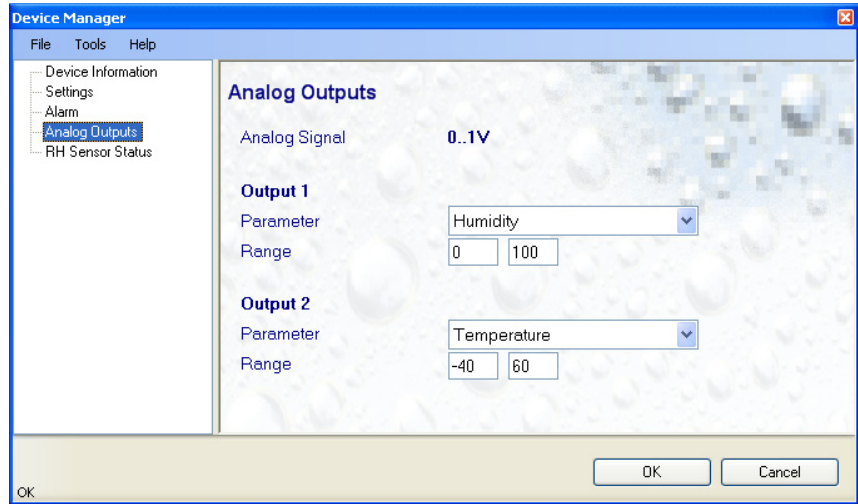 Device Manager
File Tools Help
Device Information
Settings
Alarm
Analog Outputs
RH Sensor Status
Analog Outputs
Analog Signal 0..1V
Output 1
Parameter Humidity
Range 0 100
Output 2
Parameter Temperature
Range -40 60
OK Cancel
OK